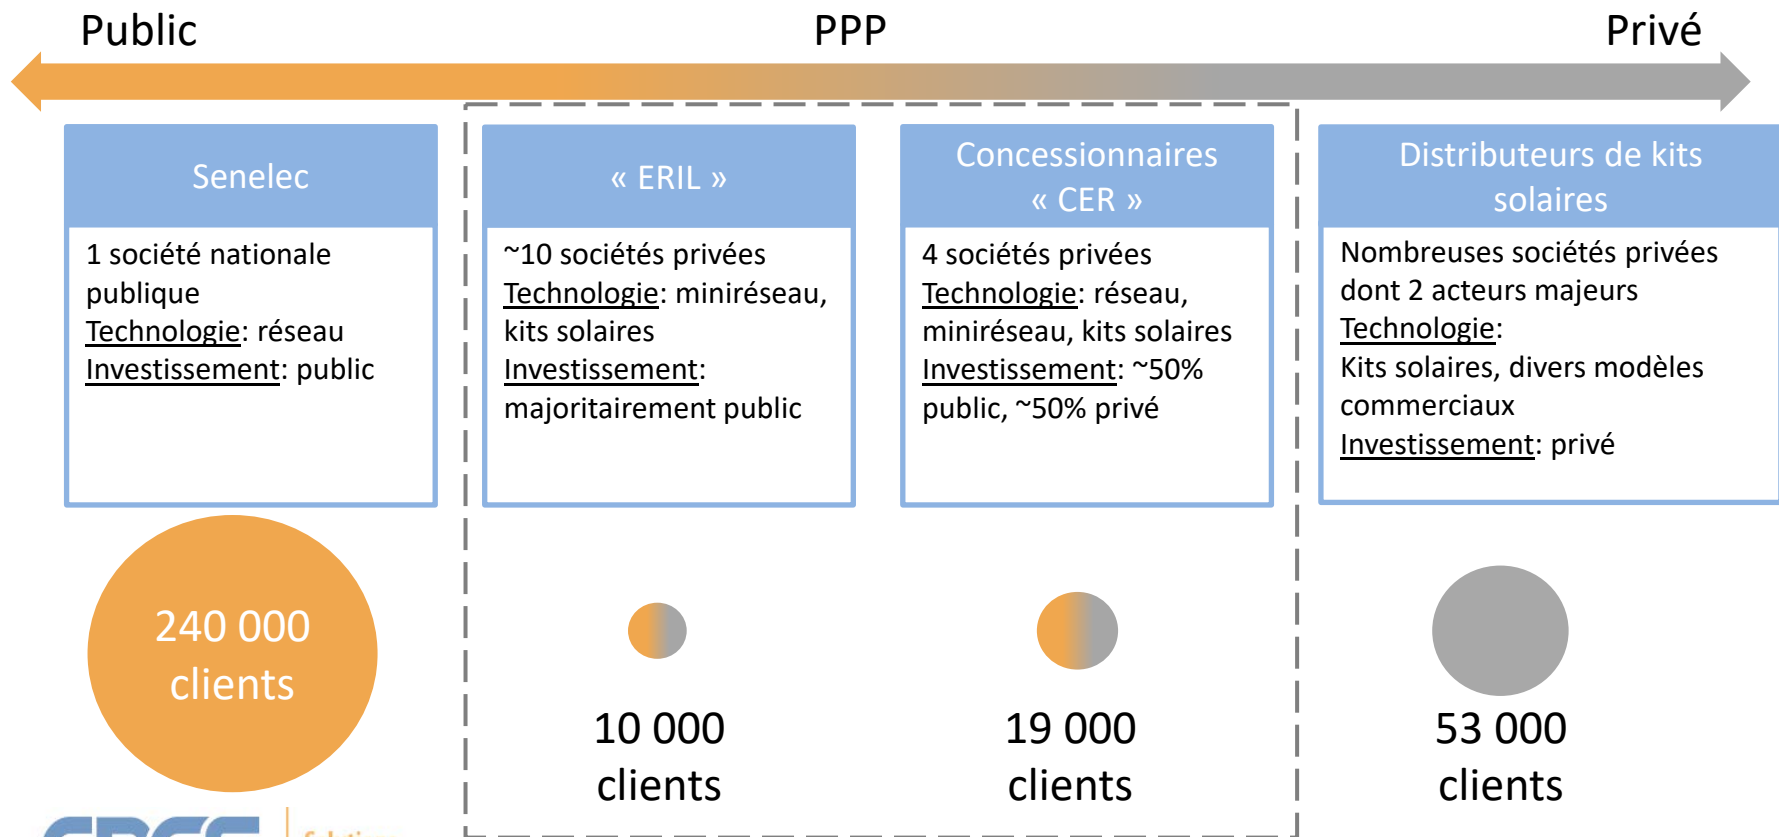 Public
PPP
Privé
Senelec
1 société nationale
publique
Technologie: réseau
Investissement: public
240 000
clients
« ERIL »
~10 sociétés privées
Technologie: miniréseau,
kits solaires
Investissement:
majoritairement public
10 000
clients
Concessionnaires
« CER »
4 sociétés privées
Technologie: réseau,
miniréseau, kits solaires
Investissement: ~50%
public, ~50% privé
19 000
clients
Distributeurs de kits
solaires
Nombreuses sociétés privées
dont 2 acteurs majeurs
Technologie:
Kits solaires, divers modèles
commerciaux
Investissement: privé
53 000
clients